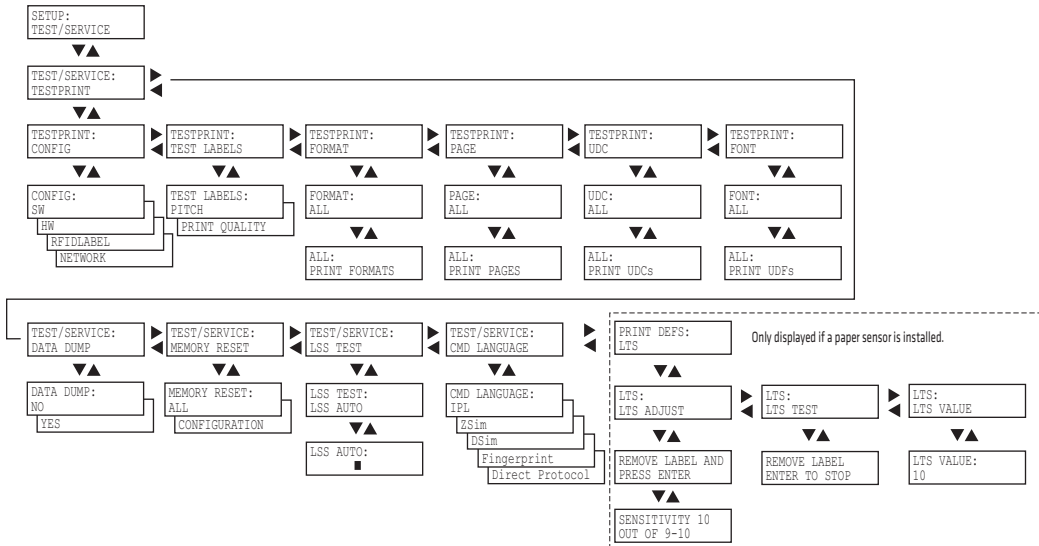 SETUP:
TEST/SERVICE
TEST/SERVICE:
TESTPRINT
TESTPRINT:
CONFIG
TESTPRINT:
TEST LABELS
TESTPRINT:
FORMAT
TESTPRINT:
PAGE
TESTPRINT:
UDC
TESTPRINT:
FONT
CONFIG:
SW
HW
RFIDLABEL
NETWORK
TEST LABELS:
PITCH
PRINT QUALITY
FORMAT:
ALL
PAGE:
ALL
UDC:
ALL
FONT:
ALL
ALL:
PRINT FORMATS
ALL:
PRINT PAGES
ALL:
PRINT UDCs
ALL:
PRINT UDFs
TEST/SERVICE:
DATA DUMP
TEST/SERVICE:
MEMORY RESET
TEST/SERVICE:
LSS TEST
TEST/SERVICE:
CMD LANGUAGE
PRINT DEFS:
LTS
Only displayed if a paper sensor is installed.
DATA DUMP:
NO
YES
MEMORY RESET:
ALL
CONFIGURATION
LSS TEST:
LSS AUTO
LSS AUTO:
CMD LANGUAGE:
IPL
ZSim
DSim
Fingerprint
Direct Protocol
LTS:
LTS ADJUST
LTS:
LTS TEST
LTS:
LTS VALUE
REMOVE LABEL AND
PRESS ENTER
REMOVE LABEL
ENTER TO STOP
LTS VALUE:
10
SENSITIVITY 10
OUT OF 9-10